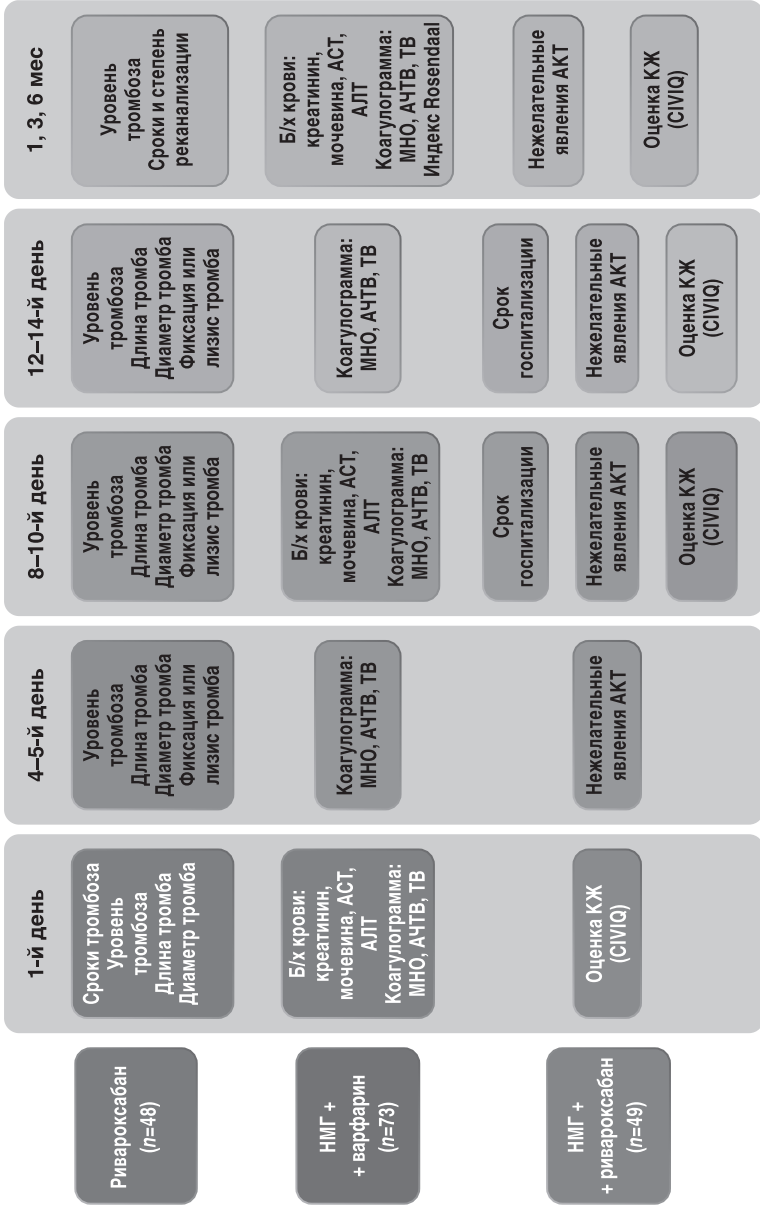 Ривароксабан
(n=48)
НМГ +
+ варфарин
(n=73)
НМГ +
+ ривароксабан
(n=49)
1-й день
Сроки тромбоза
Уровень
тромбоза
Длина тромба
Диаметр тромба
Б/х крови:
креатинин,
мочевина, АСТ,
АЛТ
Коагулограмма:
МНО, АЧТВ, ТВ
Оценка КЖ
(CIVIQ)
4–5-й день
Уровень
тромбоза
Длина тромба
Диаметр тромба
Фиксация или
лизис тромба
Коагулограмма:
МНО, АЧТВ, ТВ
Нежелательные
явления АКТ
8–10-й день
Уровень
тромбоза
Длина тромба
Диаметр тромба
Фиксация или
лизис тромба
Б/х крови:
креатинин,
мочевина, АСТ,
АЛТ
Коагулограмма:
МНО, АЧТВ, ТВ
Срок
госпитализации
Нежелательные
явления АКТ
Оценка КЖ
(CIVIQ)
12–14-й день
Уровень
тромбоза
Длина тромба
Диаметр тромба
Фиксация или
лизис тромба
Коагулограмма:
МНО, АЧТВ, ТВ
Срок
госпитализации
Нежелательные
явления АКТ
Оценка КЖ
(CIVIQ)
1, 3, 6 мес
Уровень
тромбоза
Сроки и степень
реканализации
Б/х крови:
креатинин,
мочевина, АСТ,
АЛТ
Коагулограмма:
МНО, АЧТВ, ТВ
Индекс Rosendaal
Нежелательные
явления АКТ
Оценка КЖ
(CIVIQ)